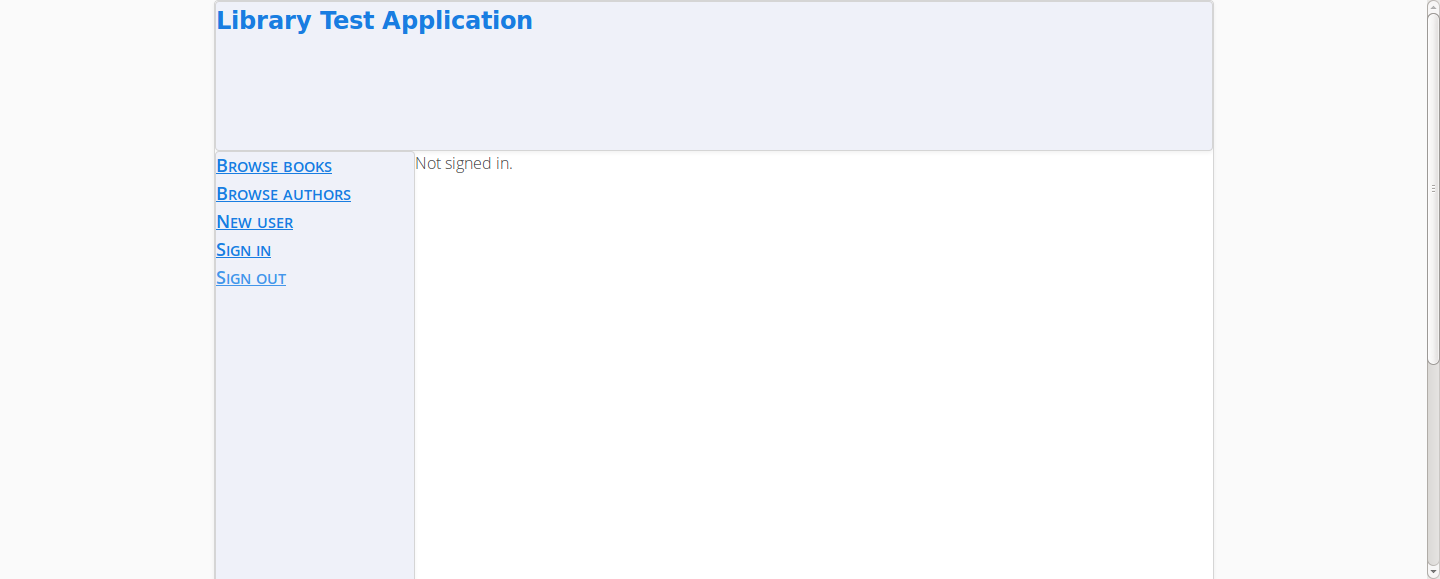 Library Test Application
Browse books
Browse authors
New user
Sign in
Sign out
Not signed in.